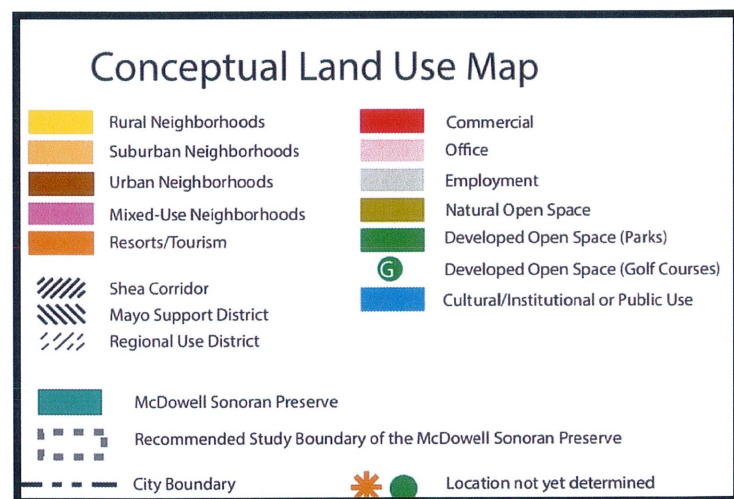 Conceptual Land Use Map
Rural Neighborhoods
Suburban Neighborhoods
Urban Neighborhoods
Mixed-Use Neighborhoods
Resorts/Tourism
Shea Corridor
Mayo Support District
Regional Use District
Commercial
Office
Employment
Natural Open Space
Developed Open Space (Parks)
G Developed Open Space (Golf Courses)
Cultural/Institutional or Public Use
McDowell Sonoran Preserve
Recommended Study Boundary of the McDowell Sonoran Preserve
City Boundary
Location not yet determined